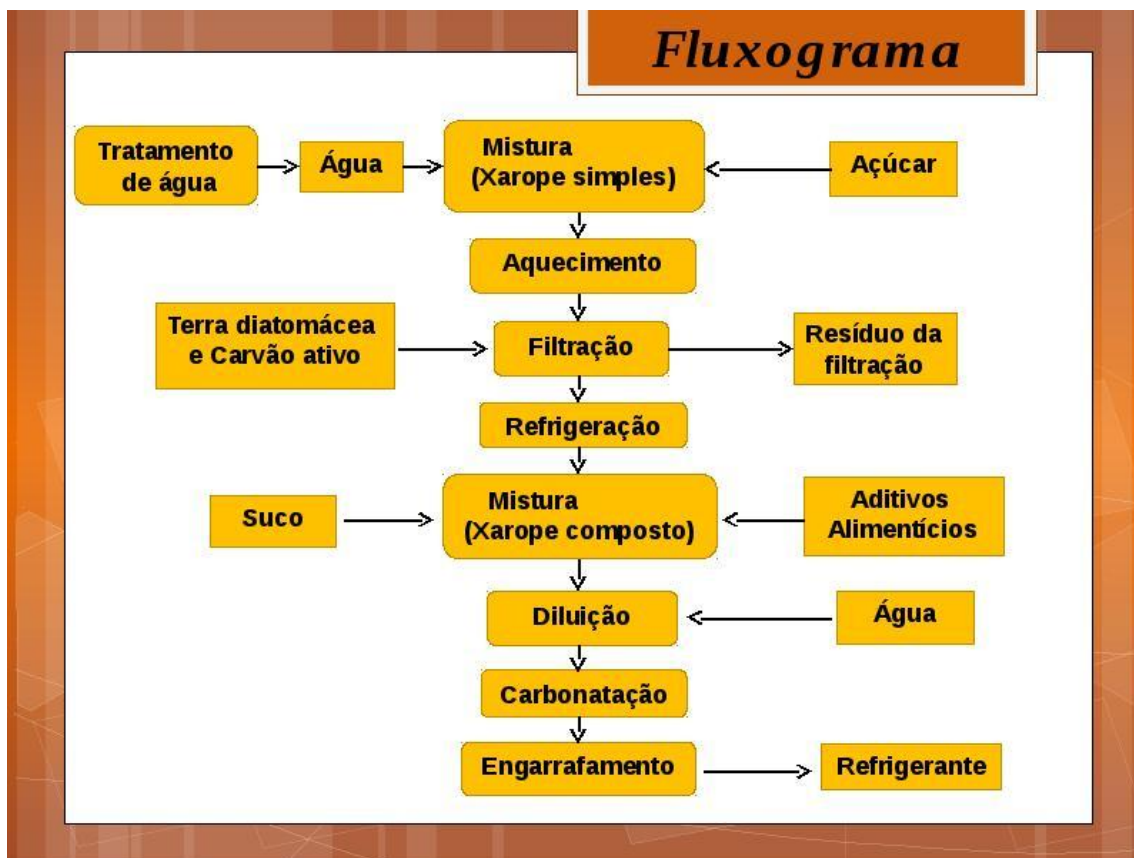 Fluxograma
Tratamento
de água
Água
Mistura
(Xarope simples)
Açúcar
Aquecimento
Terra diatomácea
e Carvão ativo
Filtração
Resíduo da
filtração
Refrigeração
Suco
Mistura
(Xarope composto)
Aditivos
Alimentícios
Diluição
Água
Carbonatação
Engarrafamento
Refrigerante